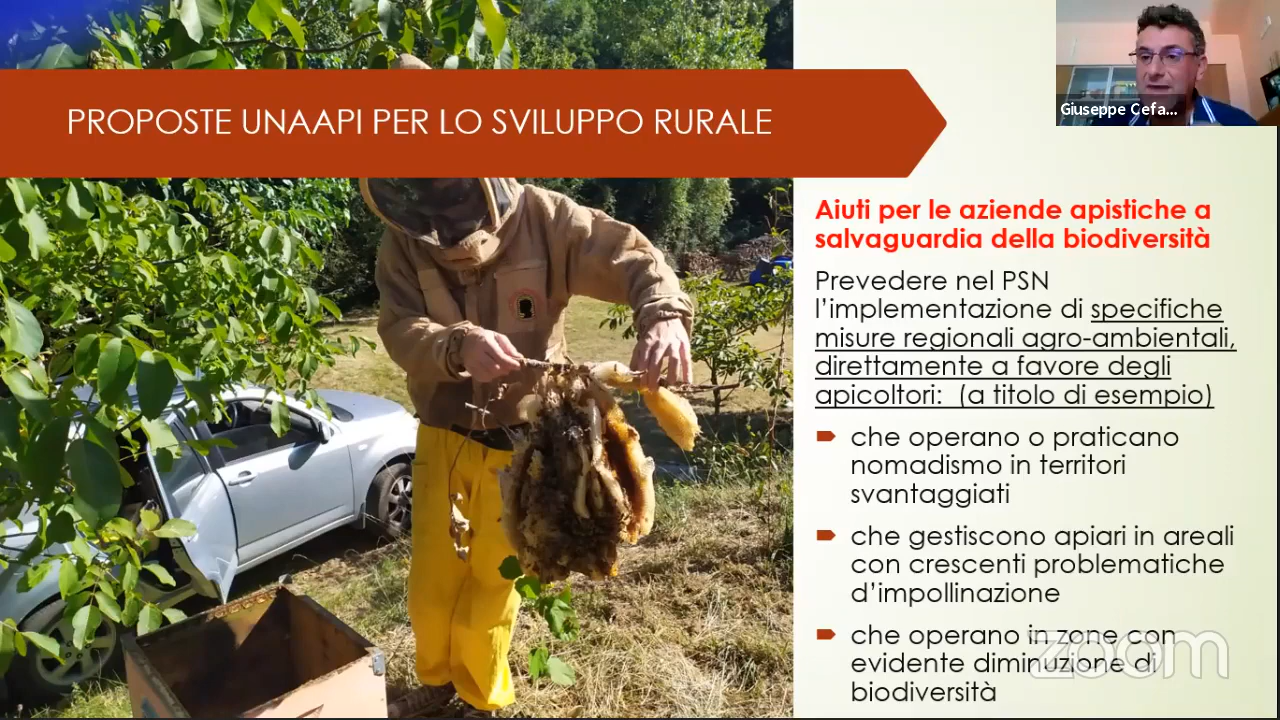 PROPOSTE UNAAPI PER LO SVILUPPO RURALE
Giuseppe Cefa...
Aiuti per le aziende apistiche a
salvaguardia della biodiversità
Prevedere nel PSN
l'implementazione di specifiche
misure regionali agro-ambientali,
direttamente a favore degli
apicoltori: (a titolo di esempio)
che operano o praticano
nomadismo in territori
svantaggiati
che gestiscono apiari in areali
con crescenti problematiche
d'impollinazione
che operano in zone con
evidente diminuzione di
biodiversità
zoom